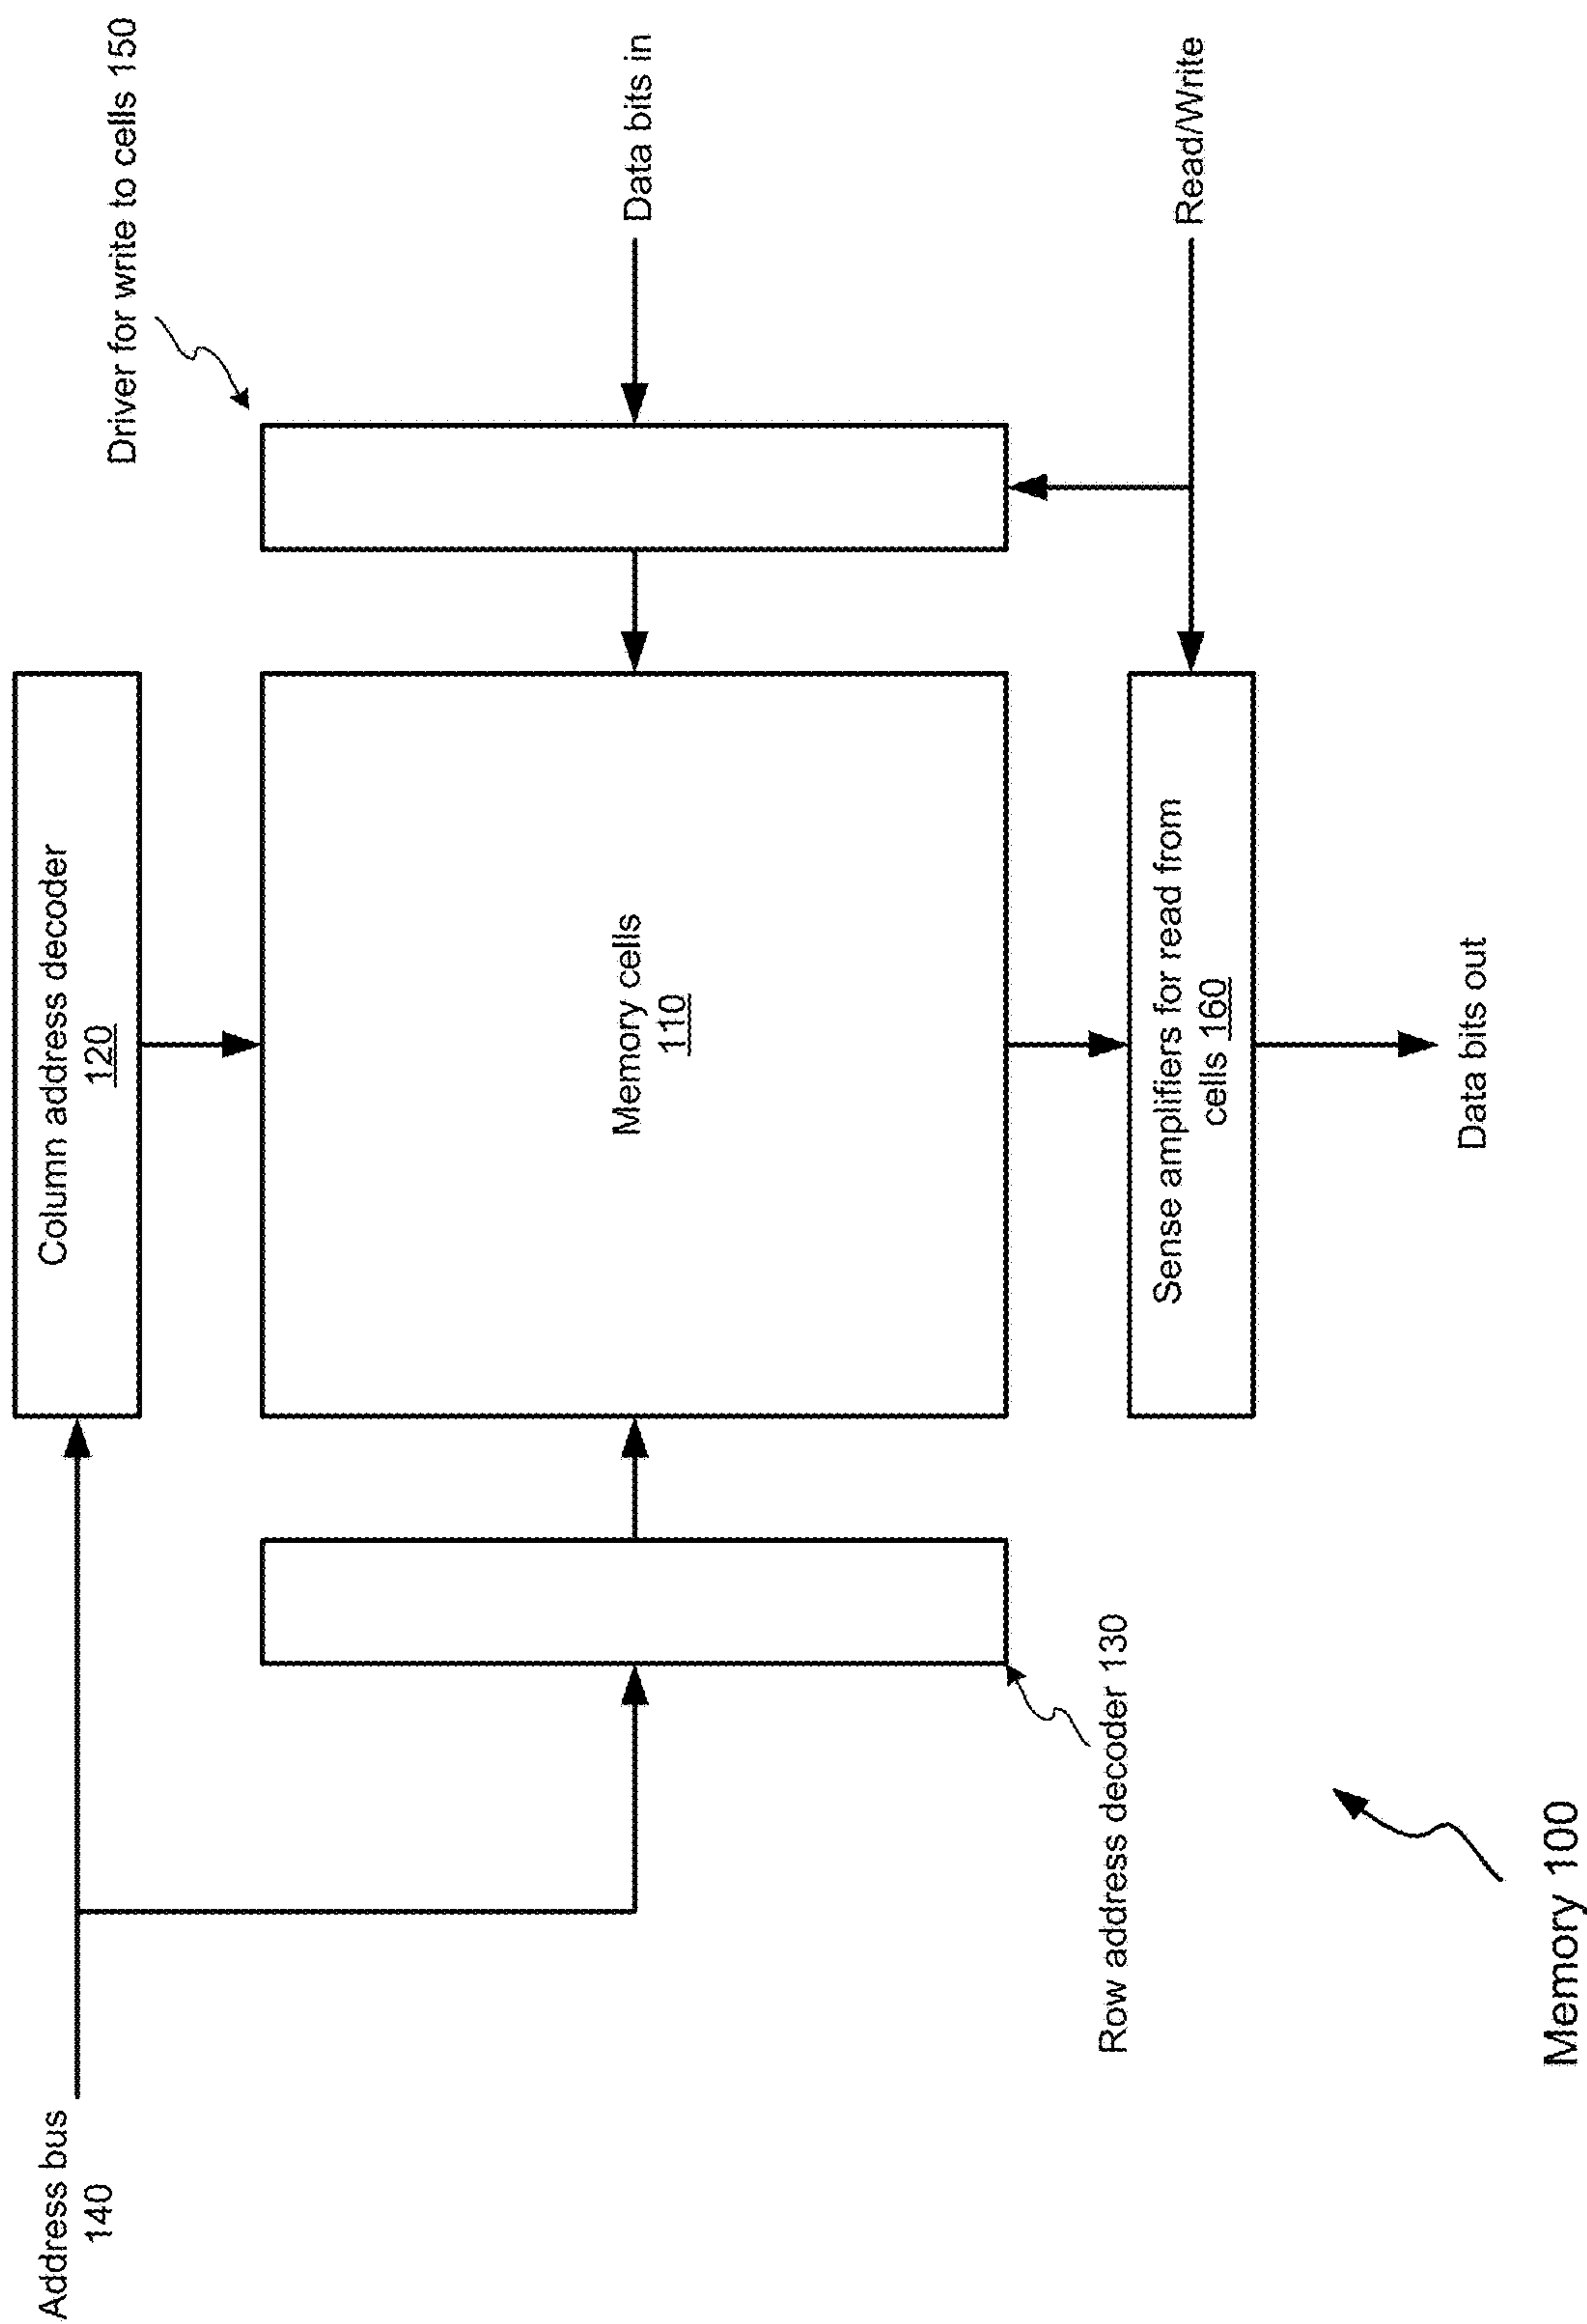 Address bus
140
Column address decoder
120
Driver for write to cells 150
Memory cells
110
Data bits in
Row address decoder 130
Sense amplifiers for read from
cells 160
Read/Write
Data bits out
Memory 100